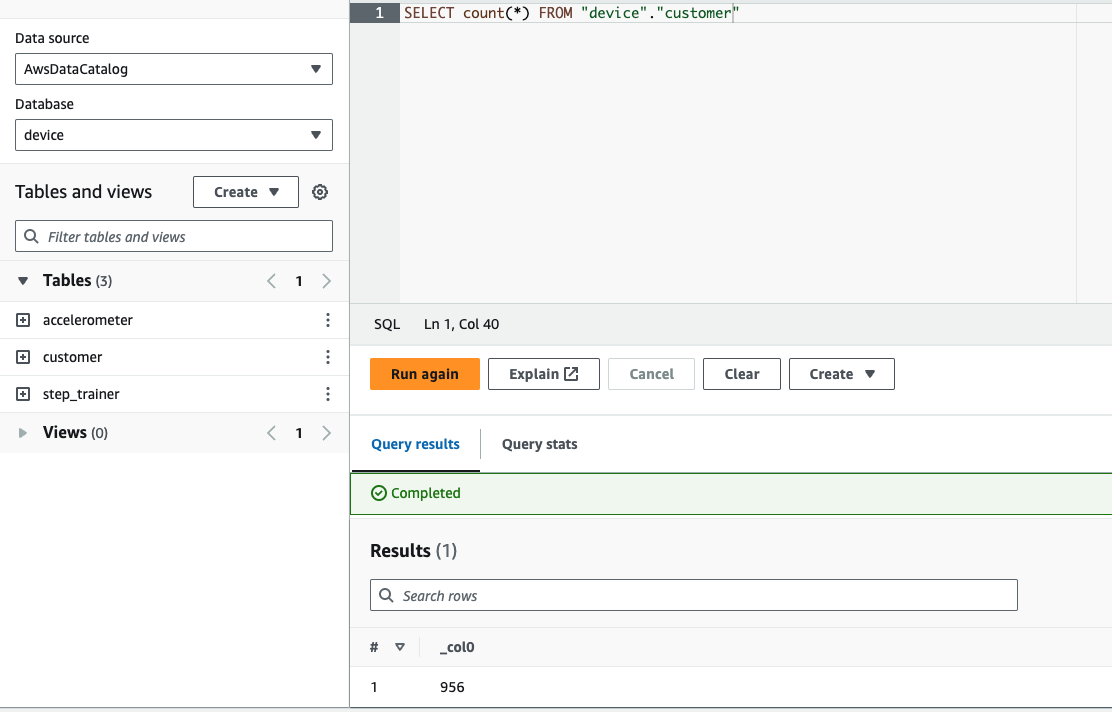 Data source
AwsDataCatalog
Database
device
Tables and views
Create
Filter tables and views
Tables (3)
1
accelerometer
customer
step_trainer
Views (0)
1
1 SELECT count(*) FROM "device"."customer"
SQL Ln 1, Col 40
Run again Explain Cancel Clear Create
Query results Query stats
Completed
Results (1)
Search rows
# _col0
1 956